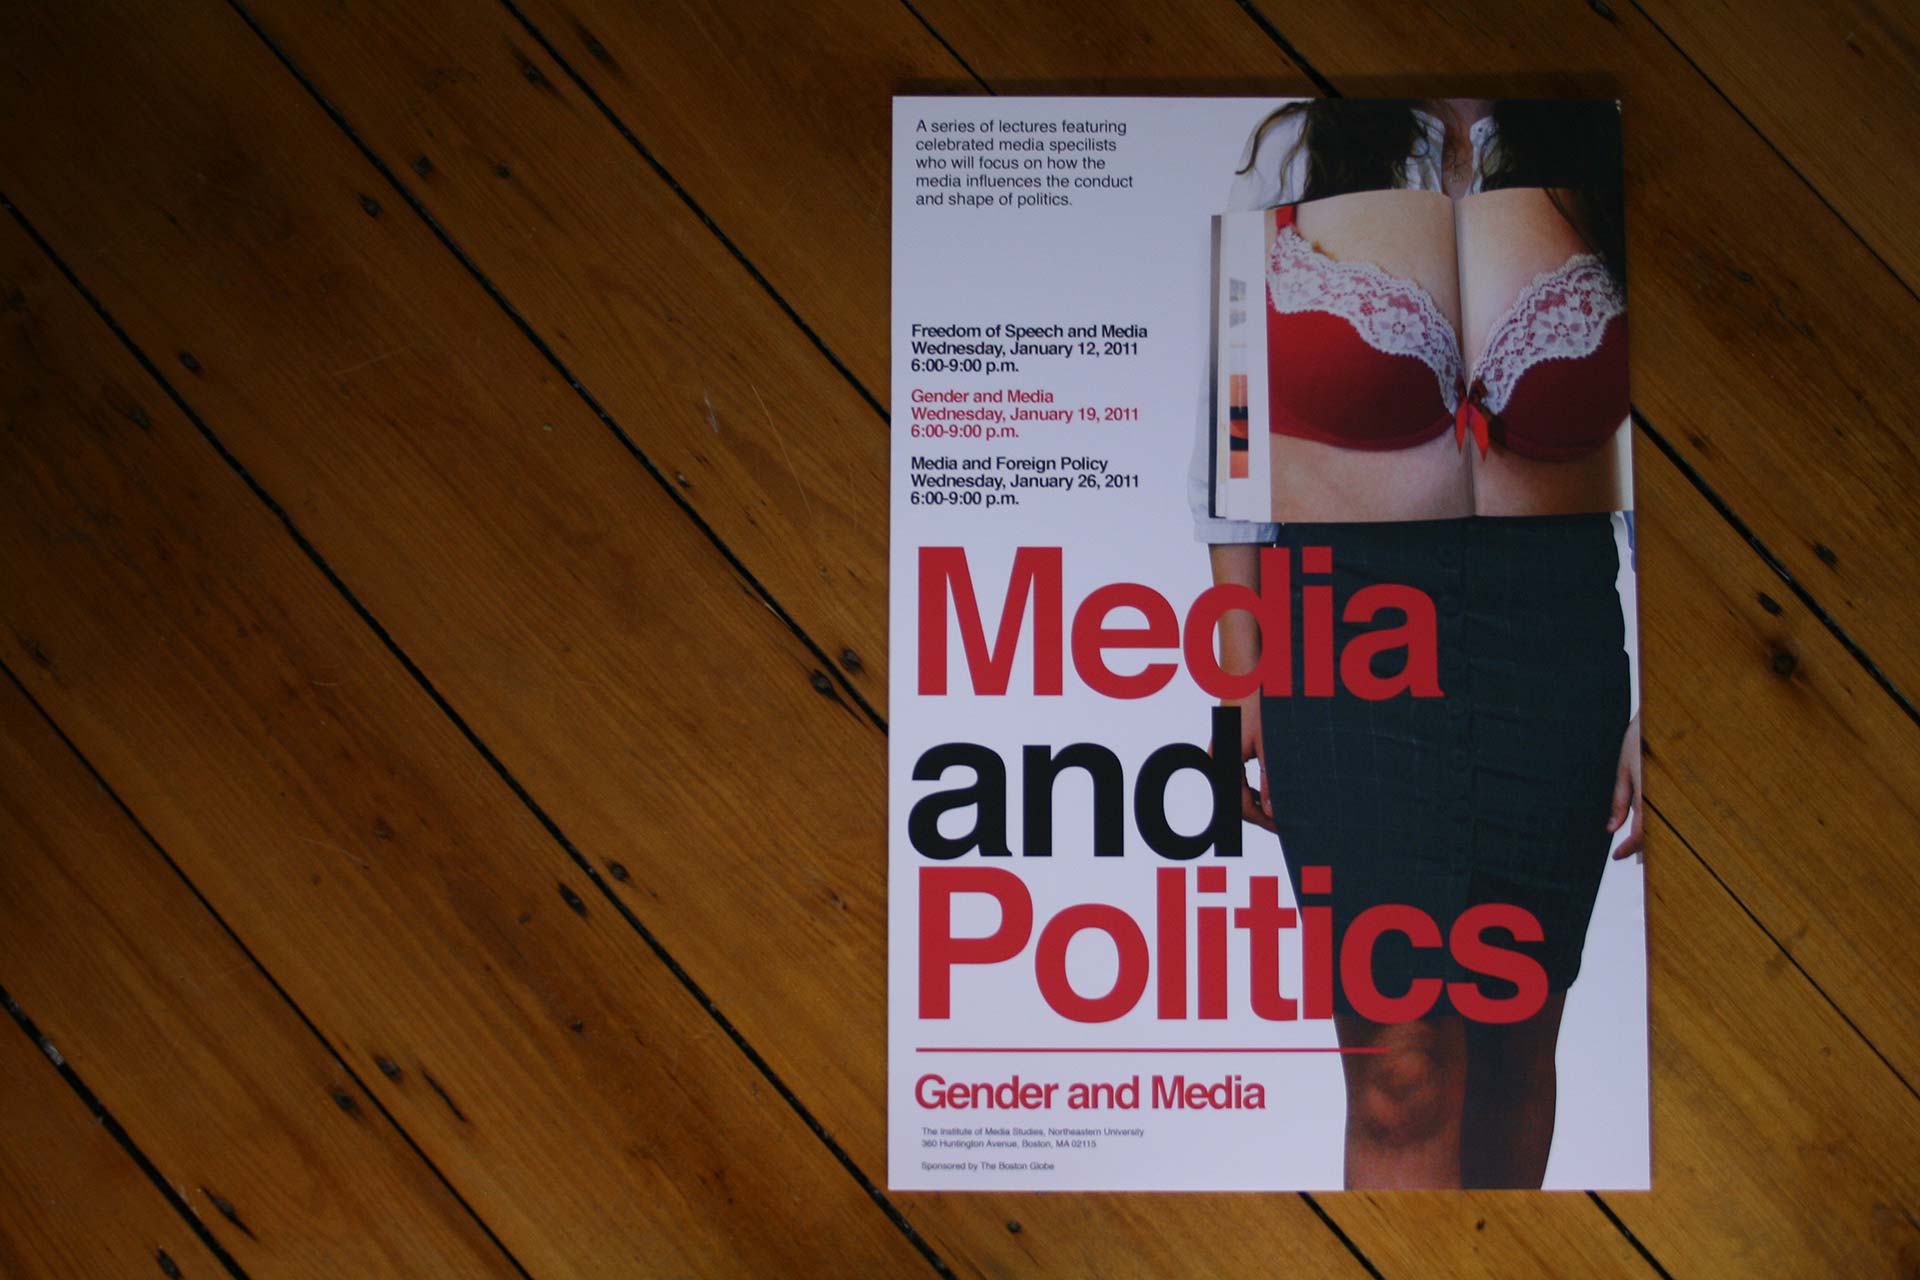 A series of lectures featuring
celebrated media specilists
who will focus on how the
media influences the conduct
and shape of politics.
Freedom of Speech and Media
Wednesday, January 12, 2011
6:00-9:00 p.m.
Gender and Media
Wednesday, January 19, 2011
6:00-9:00 p.m.
Media and Foreign Policy
Wednesday, January 26, 2011
6:00-9:00 p.m.
Media
and
Politics
Gender and Media
The Institute of Media Studies, Northeastern University
360 Huntington Avenue, Boston, MA 02115
Sponsored by The Boston Globe